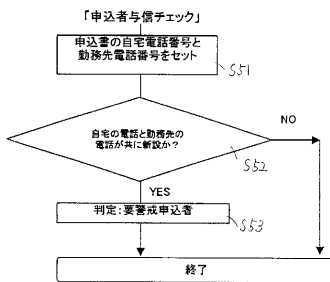 「申込者与信チェック」
申込書の自宅電話番号と
勤務先電話番号をセット
S51
自宅の電話と勤務先の
電話が共に新設か？
NO
S52
YES
判定：要警戒申込者
S53
終了